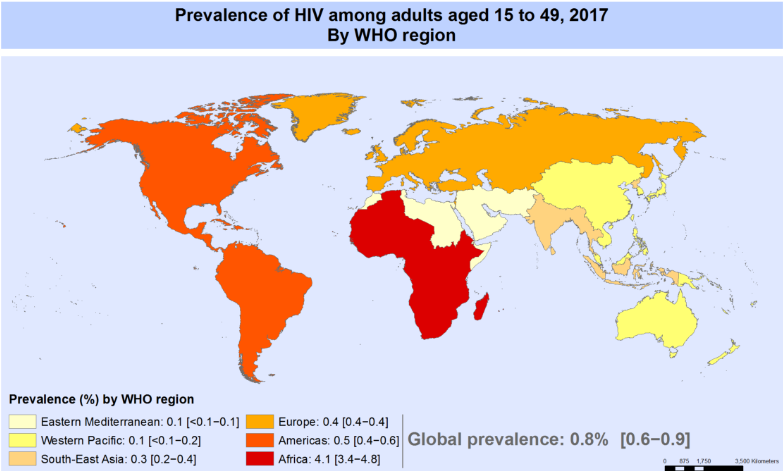 Prevalence of HIV among adults aged 15 to 49, 2017
By WHO region
Prevalence (%) by WHO region
Eastern Mediterranean: 0.1 [<0.1−0.1]
Western Pacific: 0.1 [<0.1−0.2]
South-East Asia: 0.3 [0.2−0.4]
Europe: 0.4 [0.4−0.4]
Americas: 0.5 [0.4−0.6]
Africa: 4.1 [3.4−4.8]
Global prevalence: 0.8% [0.6−0.9]
0 875 1,750 3,500 Kilometers